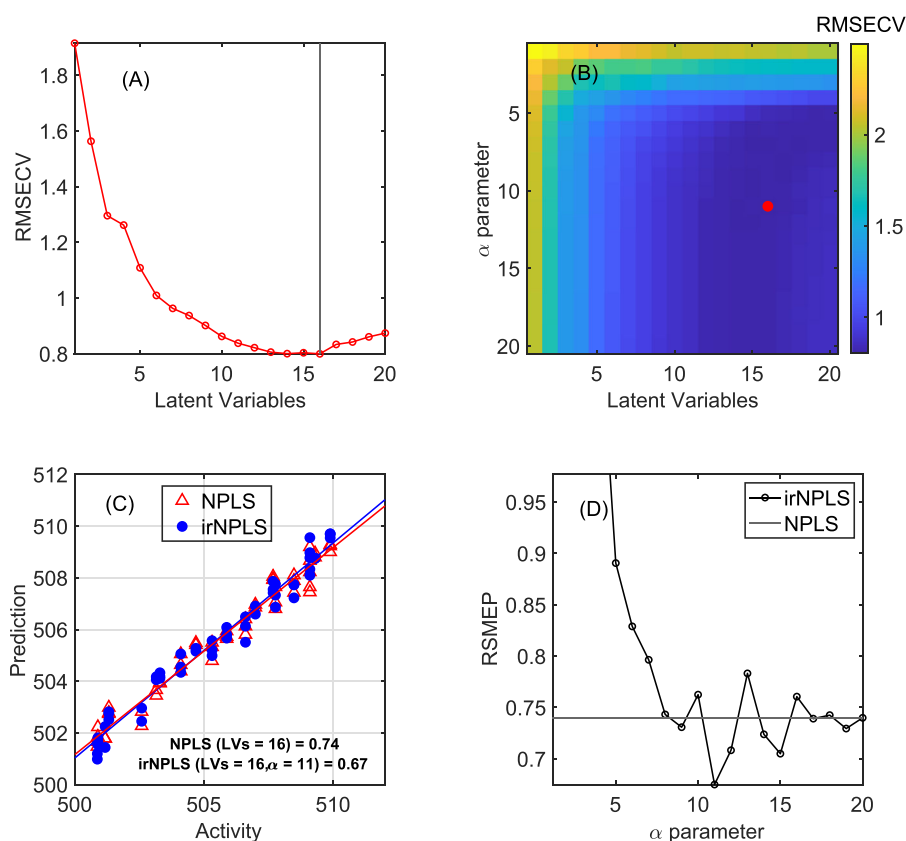 (A)
RMSECV
1.8
1.6
1.4
1.2
1
0.8
5
10
15
20
Latent Variables
RMSECV
(B)
α parameter
5
10
15
20
5
10
15
20
Latent Variables
2
1.5
1
(C)
NPLS
irNPLS
Prediction
512
510
508
506
504
502
500
NPLS (LVs = 16) = 0.74
irNPLS (LVs = 16,α = 11) = 0.67
500
505
510
Activity
(D)
irNPLS
NPLS
RSMEP
0.95
0.9
0.85
0.8
0.75
0.7
5
10
15
20
α parameter